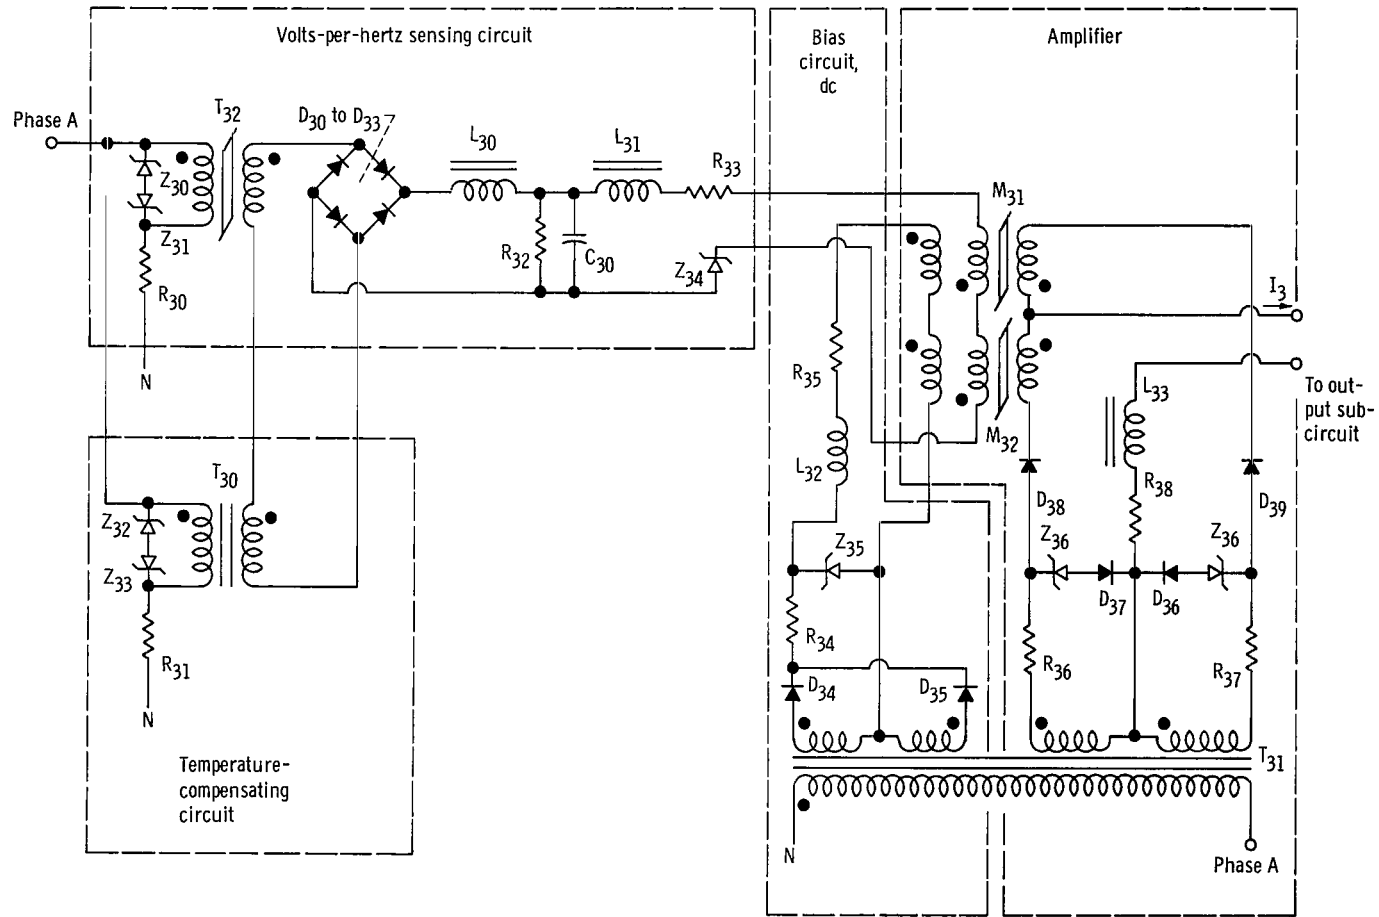 Volts-per-hertz sensing circuit
Bias
circuit,
dc
Amplifier
Phase A
T32
D30 to D33
L30
L31
R33
M31
Z30
Z31
R30
R32
C30
Z34
I3
N
R35
L32
M32
L33
To out-
put sub-
circuit
T30
Z32
Z33
R31
N
R38
D38
D39
Z35
Z36
Z36
D37
D36
R34
R36
R37
D34
D35
T31
Temperature-
compensating
circuit
N
Phase A